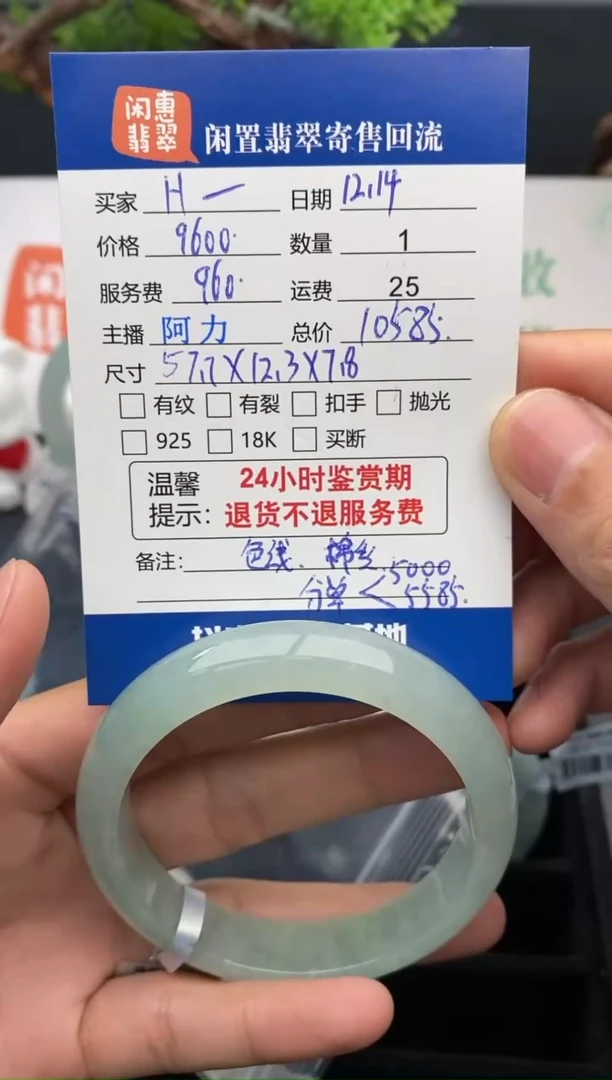 闲惠
翡翠
闲置翡翠寄售回流
买家 H一 日期 12.14
价格 9600 数量 1
服务费 960 运费 25
主播 阿力 总价 10585.
尺寸 57.7X12.3X7.8
有纹 有裂 扣手 抛光
925 18K 买断
温馨 24小时鉴赏期
提示: 退货不退服务费
备注: 色线. 棉纹 5000
分单 < 5585.
闲
翡
收